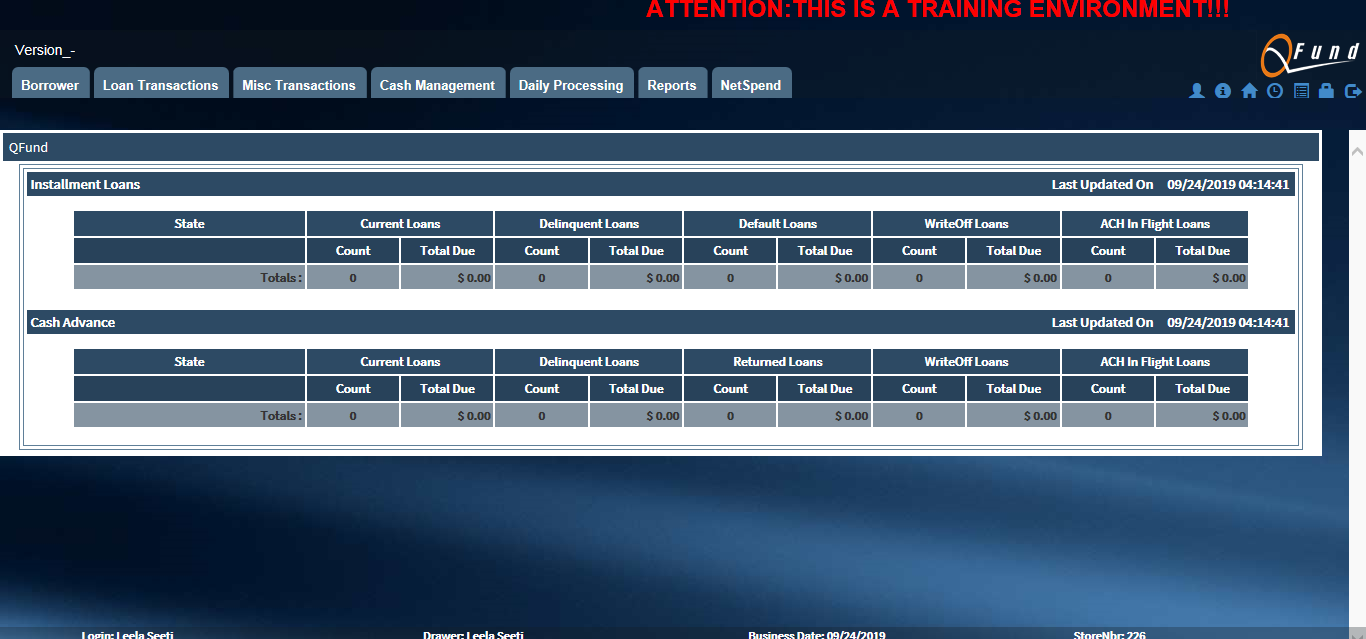 ATTENTION:THIS IS A TRAINING ENVIRONMENT!!!
Version_-
QFund
Borrower Loan Transactions Misc Transactions Cash Management Daily Processing Reports NetSpend
QFund
Installment Loans Last Updated On 09/24/2019 04:14:41
State Current Loans Delinquent Loans Default Loans WriteOff Loans ACH In Flight Loans
Count Total Due Count Total Due Count Total Due Count Total Due Count Total Due
Totals : 0 $ 0.00 0 $ 0.00 0 $ 0.00 0 $ 0.00 0 $ 0.00
Cash Advance Last Updated On 09/24/2019 04:14:41
State Current Loans Delinquent Loans Returned Loans WriteOff Loans ACH In Flight Loans
Count Total Due Count Total Due Count Total Due Count Total Due Count Total Due
Totals : 0 $ 0.00 0 $ 0.00 0 $ 0.00 0 $ 0.00 0 $ 0.00
Login: Leela Seeti Drawer: Leela Seeti Business Date: 09/24/2019 StoreNbr: 226